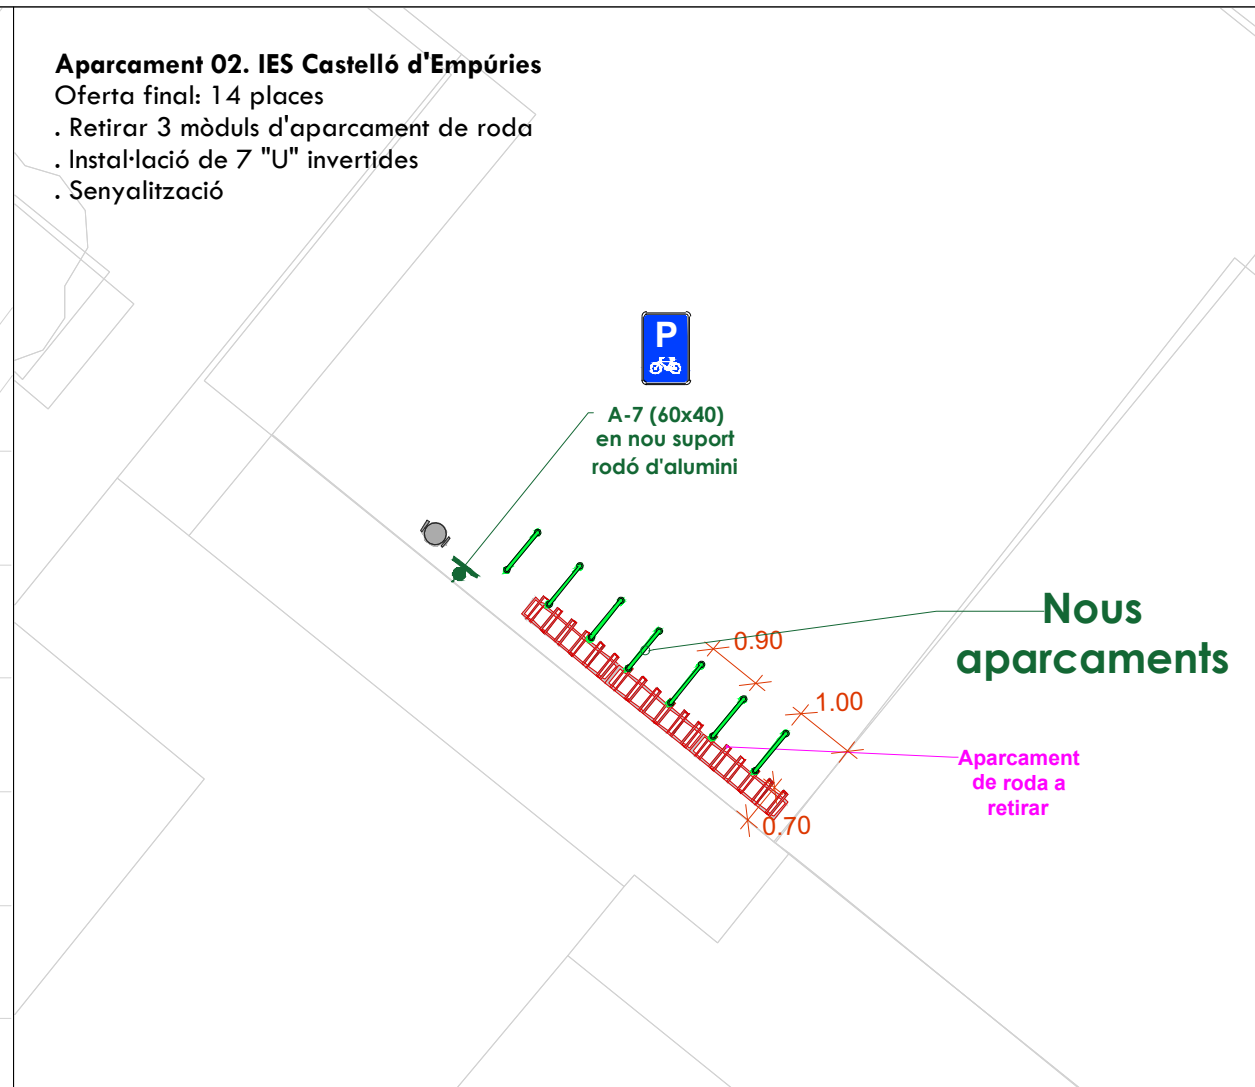 Aparcament 02. IES Castelló d'Empúries
Oferta final: 14 places
. Retirar 3 mòduls d'aparcament de roda
. Instal·lació de 7 "U" invertides
. Senyalització
P
A-7 (60x40)
en nou suport
rodó d'alumini
Nous
aparcaments
0.90
1.00
Aparcament
de roda a
retirar
0.70